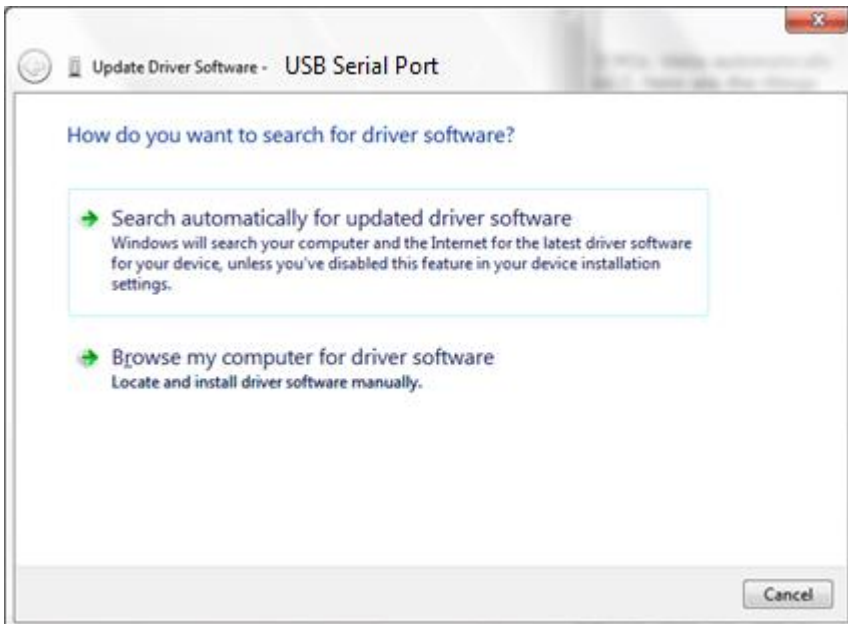 Update Driver Software - USB Serial Port
How do you want to search for driver software?
Search automatically for updated driver software
Windows will search your computer and the Internet for the latest driver software
for your device, unless you've disabled this feature in your device installation
settings.
Browse my computer for driver software
Locate and install driver software manually.
Cancel